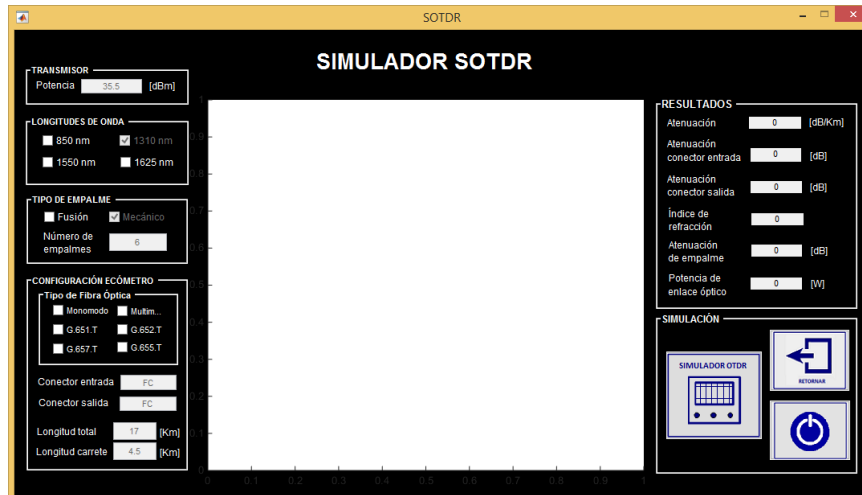 SOTDR
SIMULADOR SOTDR
TRANSMISOR
Potencia 35.5 [dBm]
LONGITUDES DE ONDA
850 nm 1310 nm
1550 nm 1625 nm
TIPO DE EMPALME
Fusión Mecánico
Número de
empalmes 6
CONFIGURACIÓN ECÓMETRO
Tipo de Fibra Óptica
Monomodo Multim...
G.651.T G.652.T
G.657.T G.655.T
Conector entrada FC
Conector salida FC
Longitud total 17 [Km]
Longitud carrete 4.5 [Km]
1
0.9
0.8
0.7
0.6
0.5
0.4
0.3
0.2
0.1
0
0 0.1 0.2 0.3 0.4 0.5 0.6 0.7 0.8 0.9 1
RESULTADOS
Atenuación 0 [dB/Km]
Atenuación
conector entrada 0 [dB]
Atenuación
conector salida 0 [dB]
Índice de
refracción 0
Atenuación
de empalme 0 [dB]
Potencia de
enlace óptico 0 [W]
SIMULACIÓN
SIMULADOR OTDR
RETORNAR